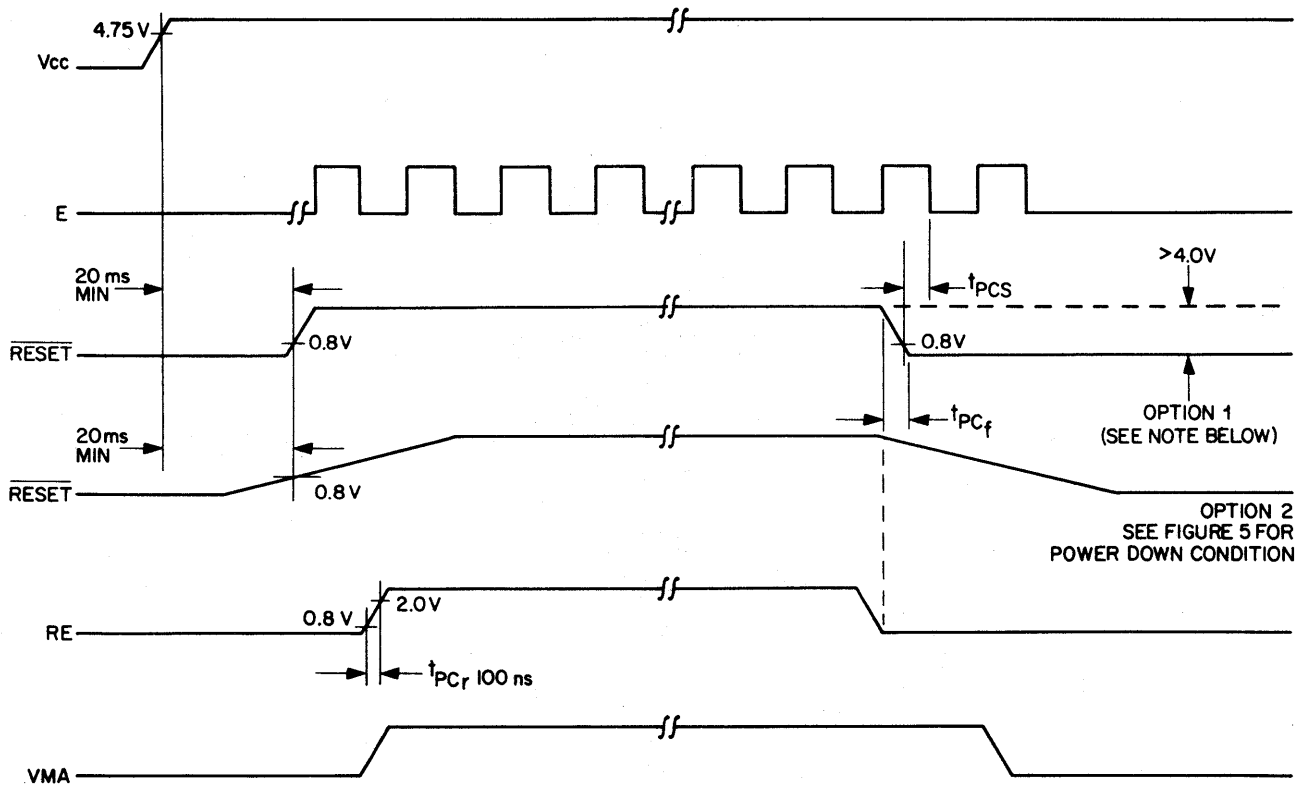 4.75 V
Vcc
E
20 ms
MIN
>4.0V
tPCS
0.8V
0.8V
RESET
tPCf
OPTION 1
(SEE NOTE BELOW)
20ms
MIN
0.8 V
RESET
OPTION 2
SEE FIGURE 5 FOR
POWER DOWN CONDITION
0.8 V
2.0V
RE
tPCr 100 ns
VMA